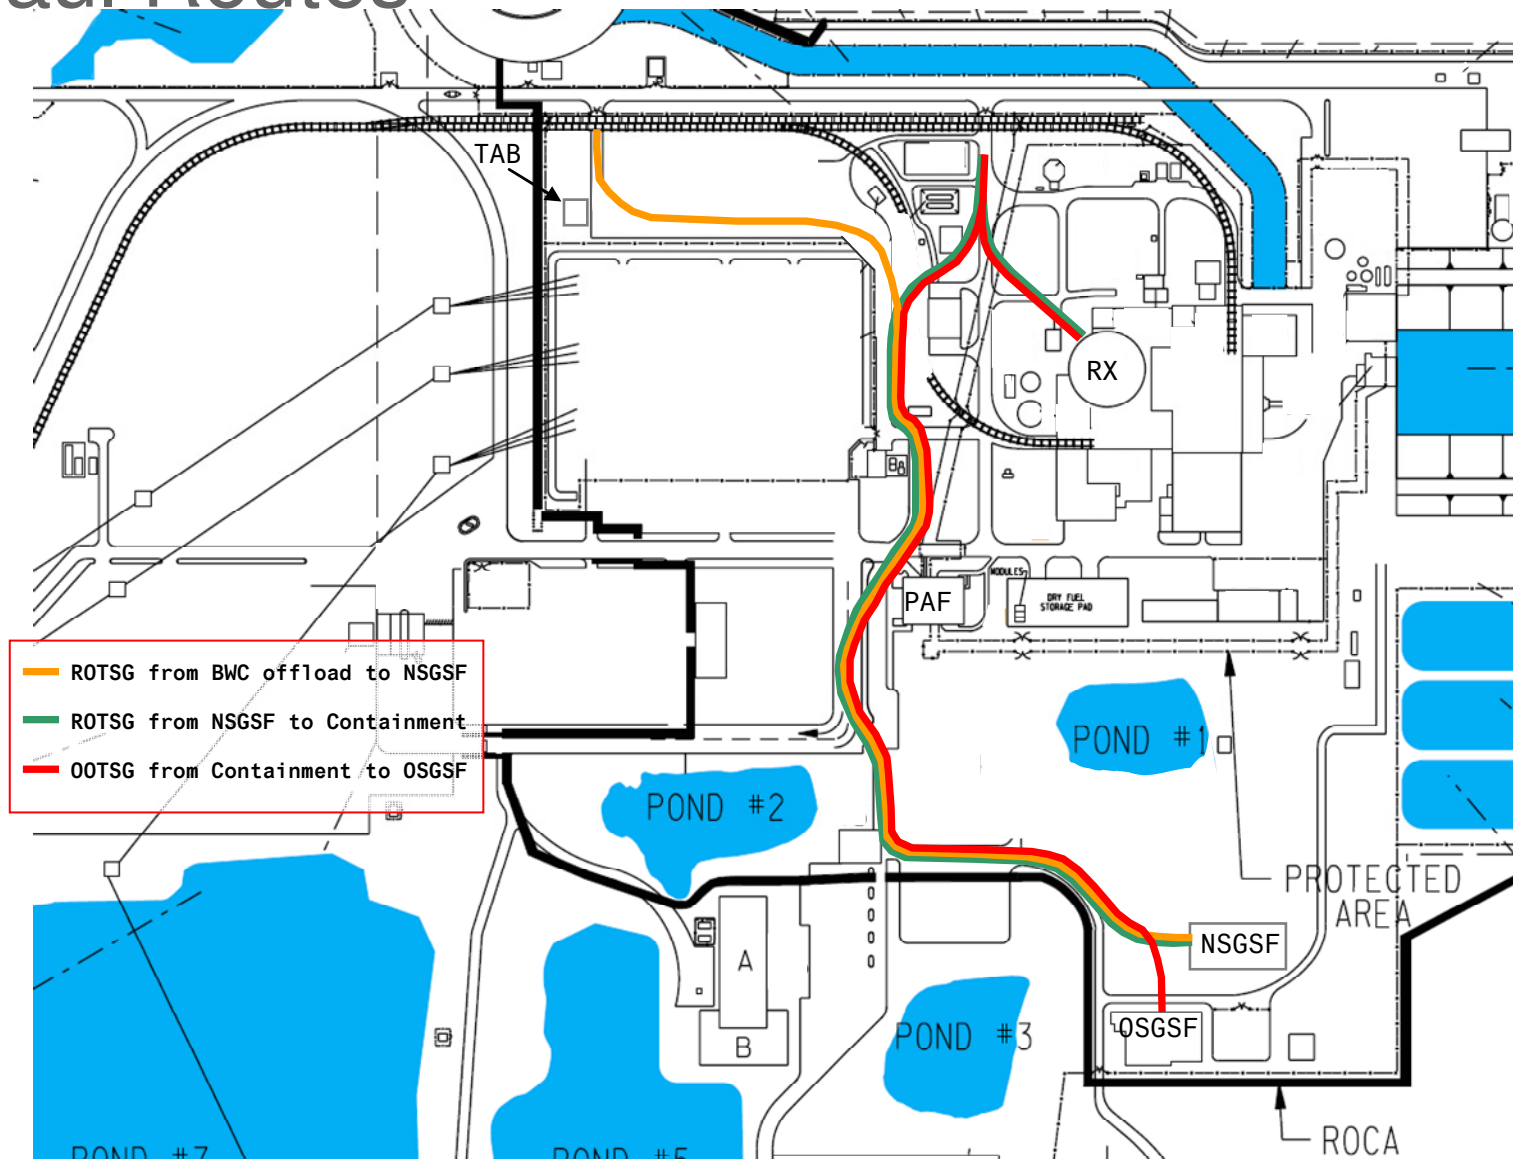 Routes
TAB
RX
MODULES
DRY FUEL
STORAGE PAD
PAF
ROTSG from BWC offload to NSGSF
ROTSG from NSGSF to Containment
OOTSG from Containment to OSGSF
POND #1
POND #2
PROTECTED
AREA
NSGSF
A
POND #3
OSGSF
B
ROCA